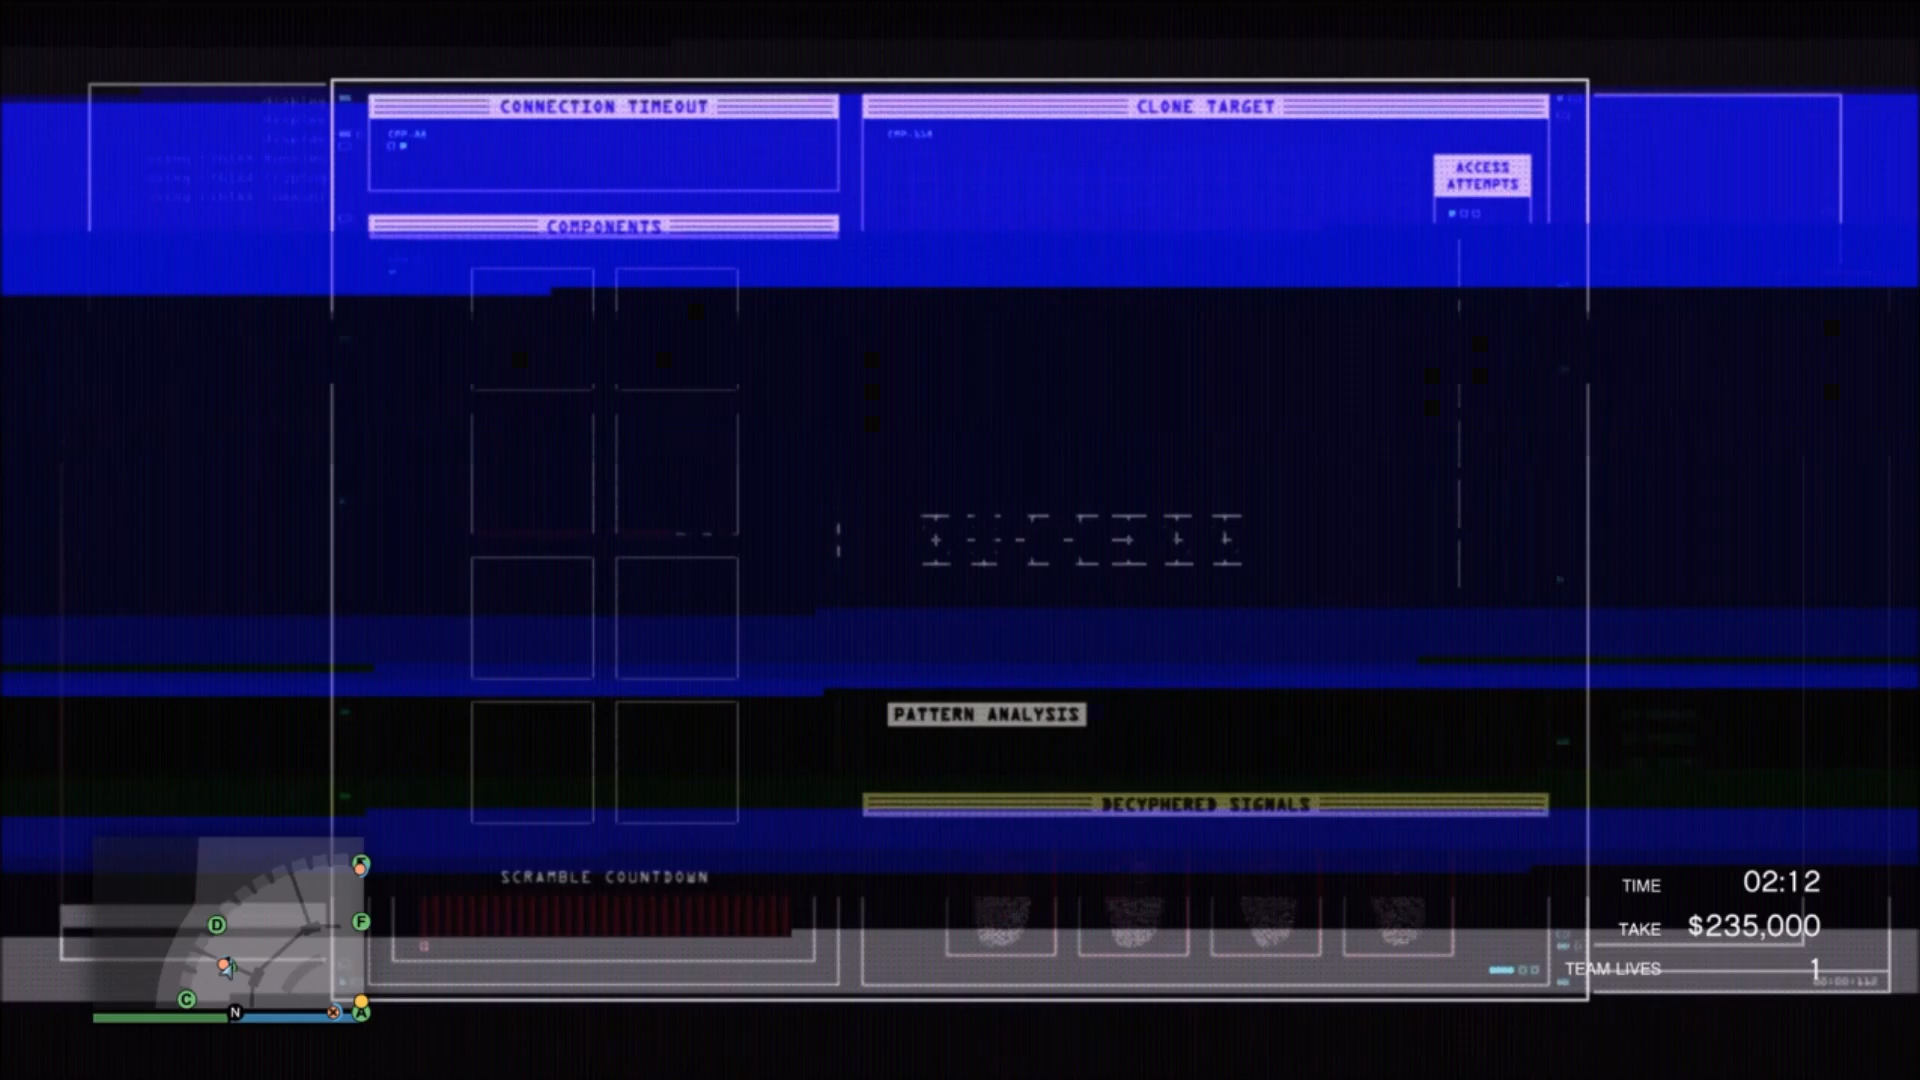 CONNECTION TIMEOUT
CLONE TARGET
ACCESS
ATTEMPTS
COMPONENTS
PATTERN ANALYSIS
DECYPHERED SIGNALS
SCRAMBLE COUNTDOWN
TIME 02:12
TAKE $235,000
TEAM LIVES 1
E
D
F
C
N
A